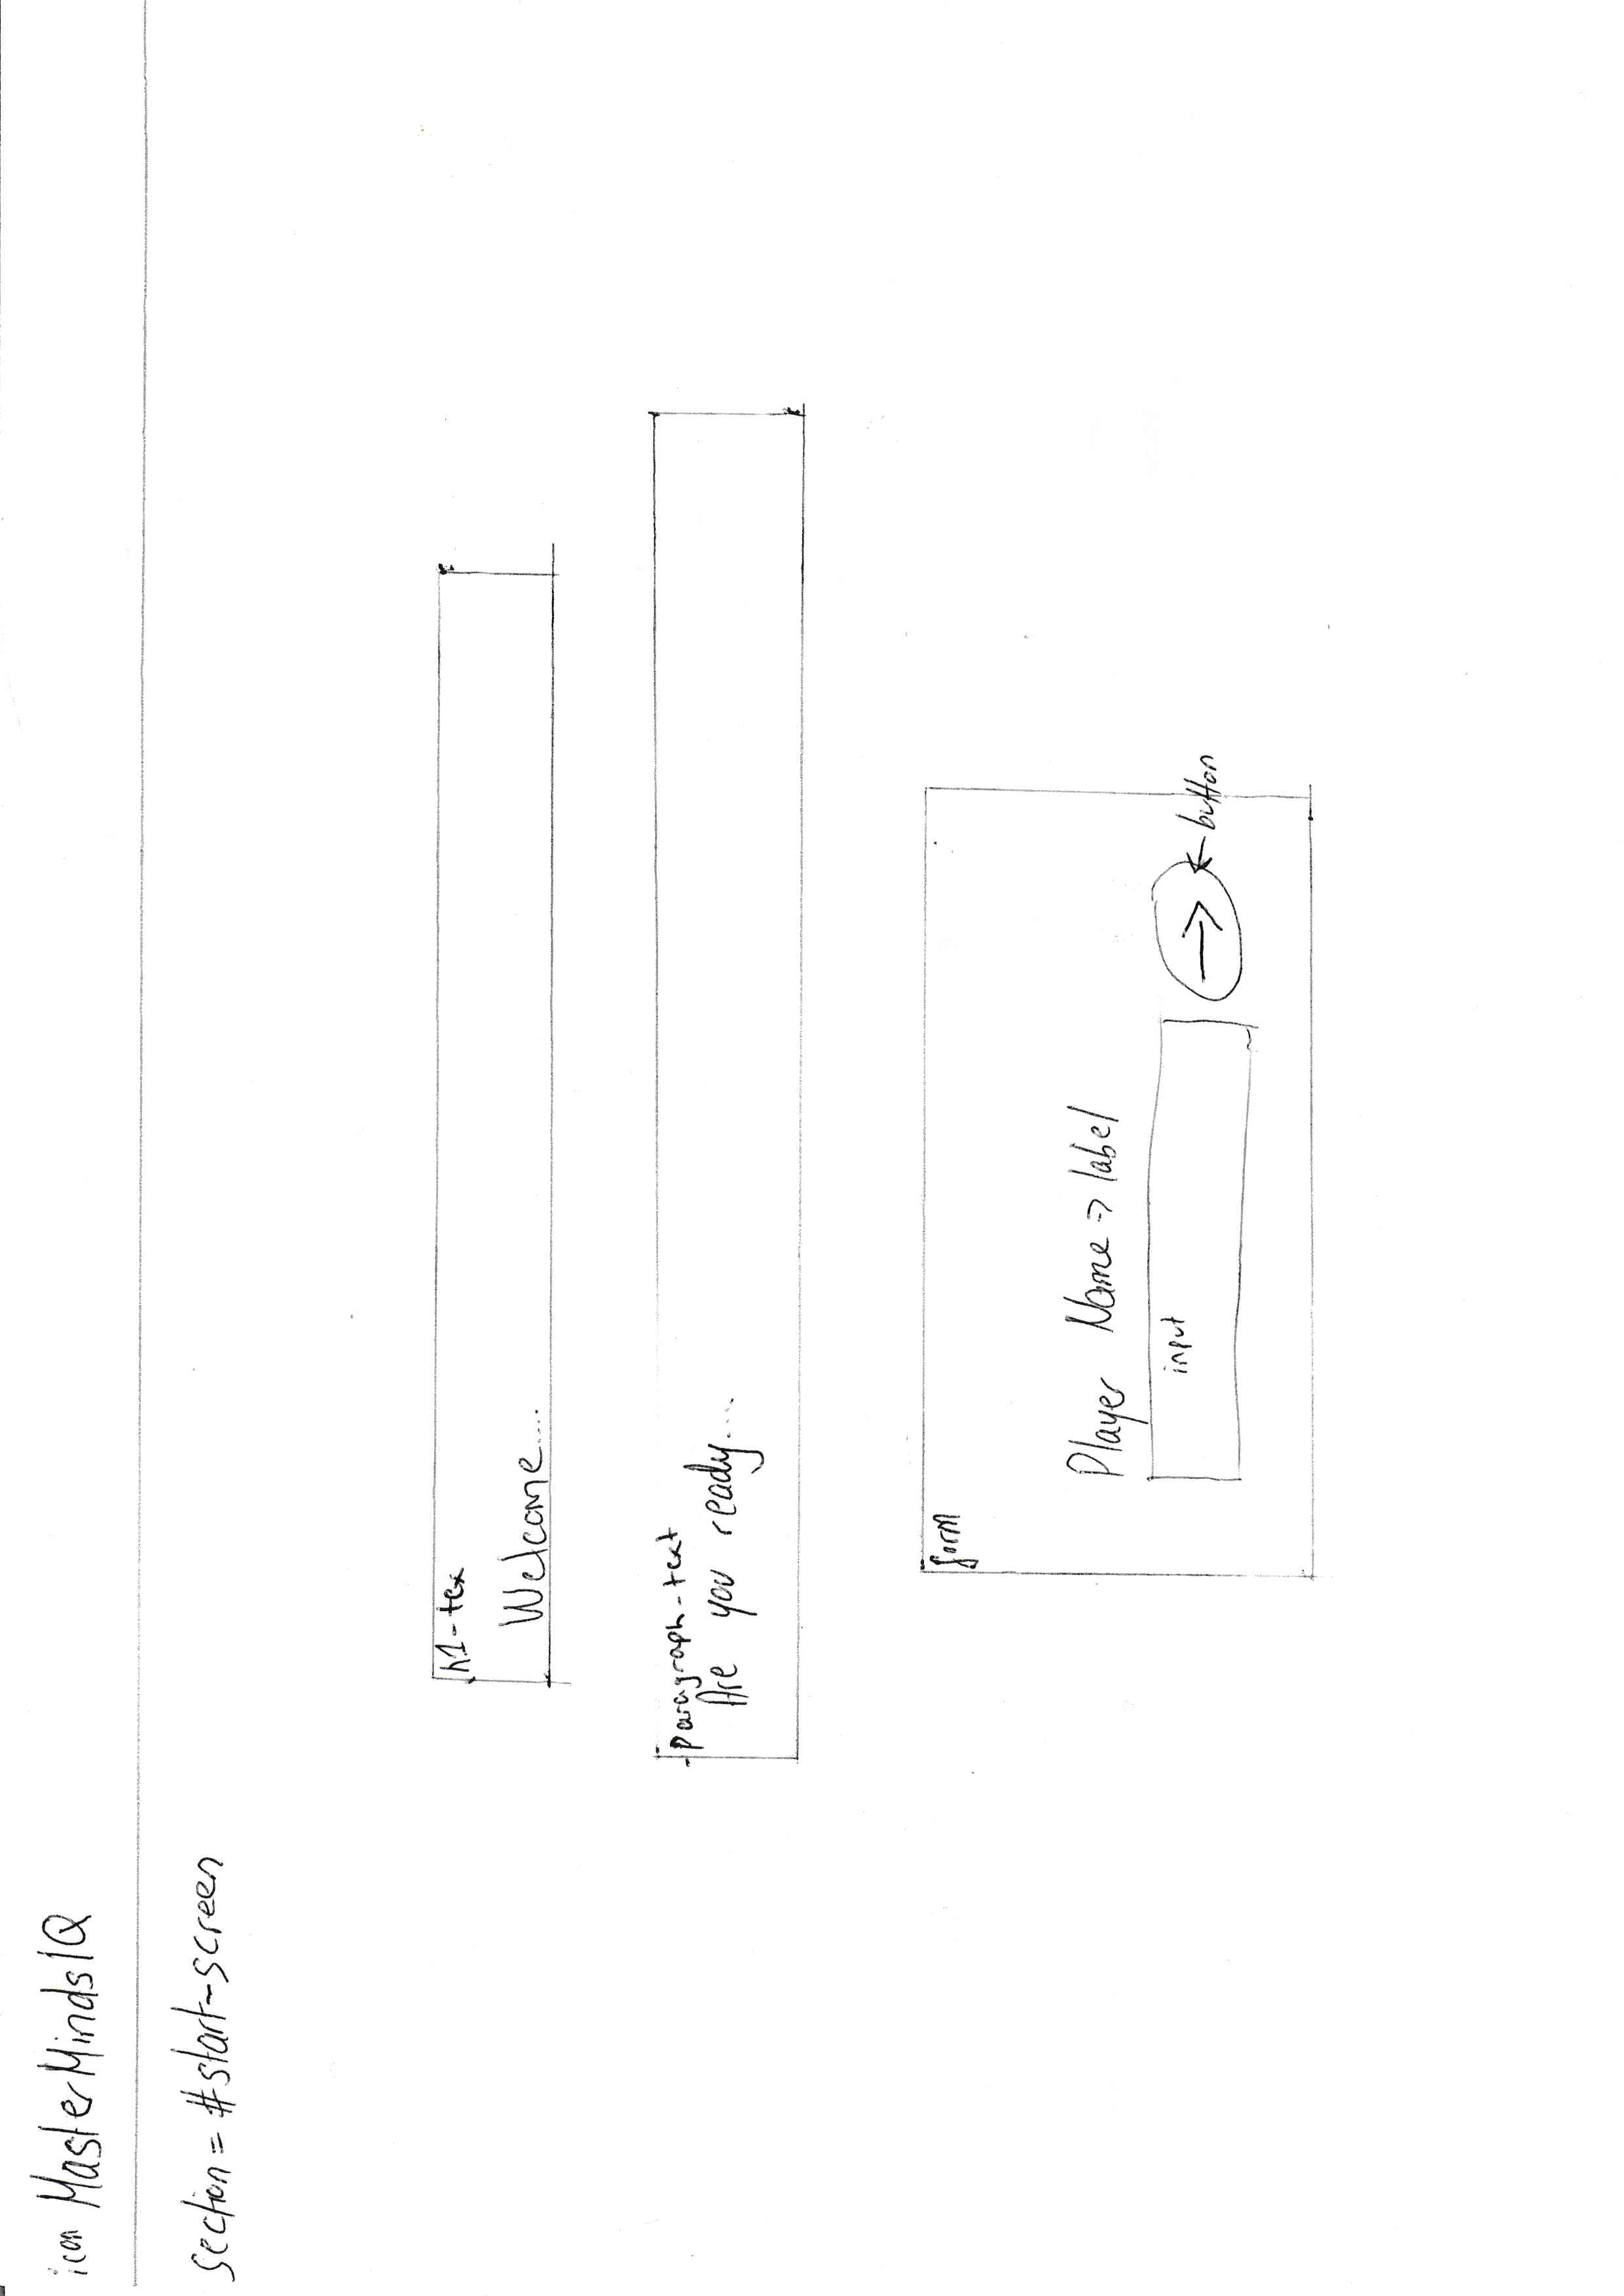 icon MasterMindsIQ
section = #start-screen
h1-tex
Welcome....
paragraph-text
Are you ready....
form
Player Name → label
input
→ ← button